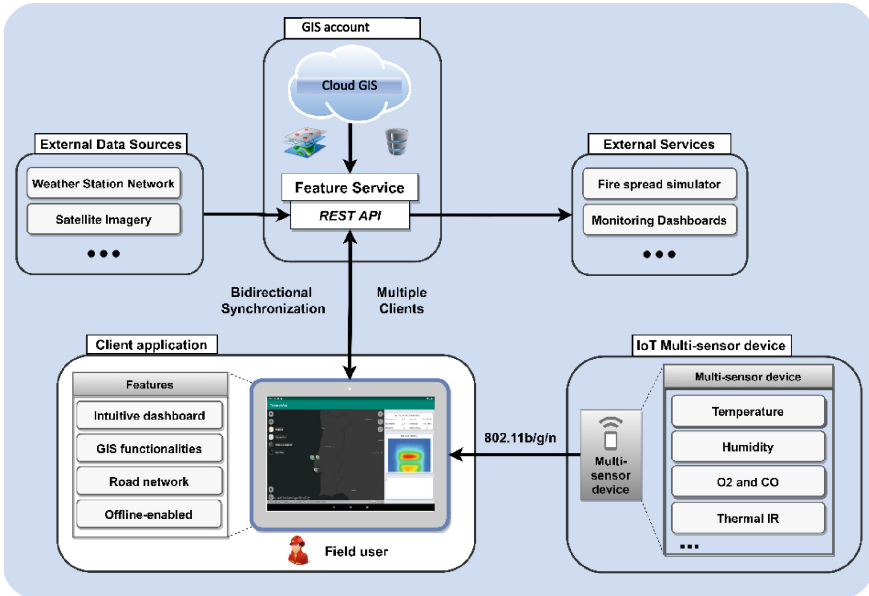 GIS account
Cloud GIS
External Data Sources
Weather Station Network
Satellite Imagery
Feature Service
REST API
External Services
Fire spread simulator
Monitoring Dashboards
Bidirectional
Synchronization
Multiple
Clients
Client application
Features
Intuitive dashboard
GIS functionalities
Road network
Offline-enabled
Field user
802.11b/g/n
IoT Multi-sensor device
Multi-
sensor
device
Multi-sensor device
Temperature
Humidity
O2 and CO
Thermal IR